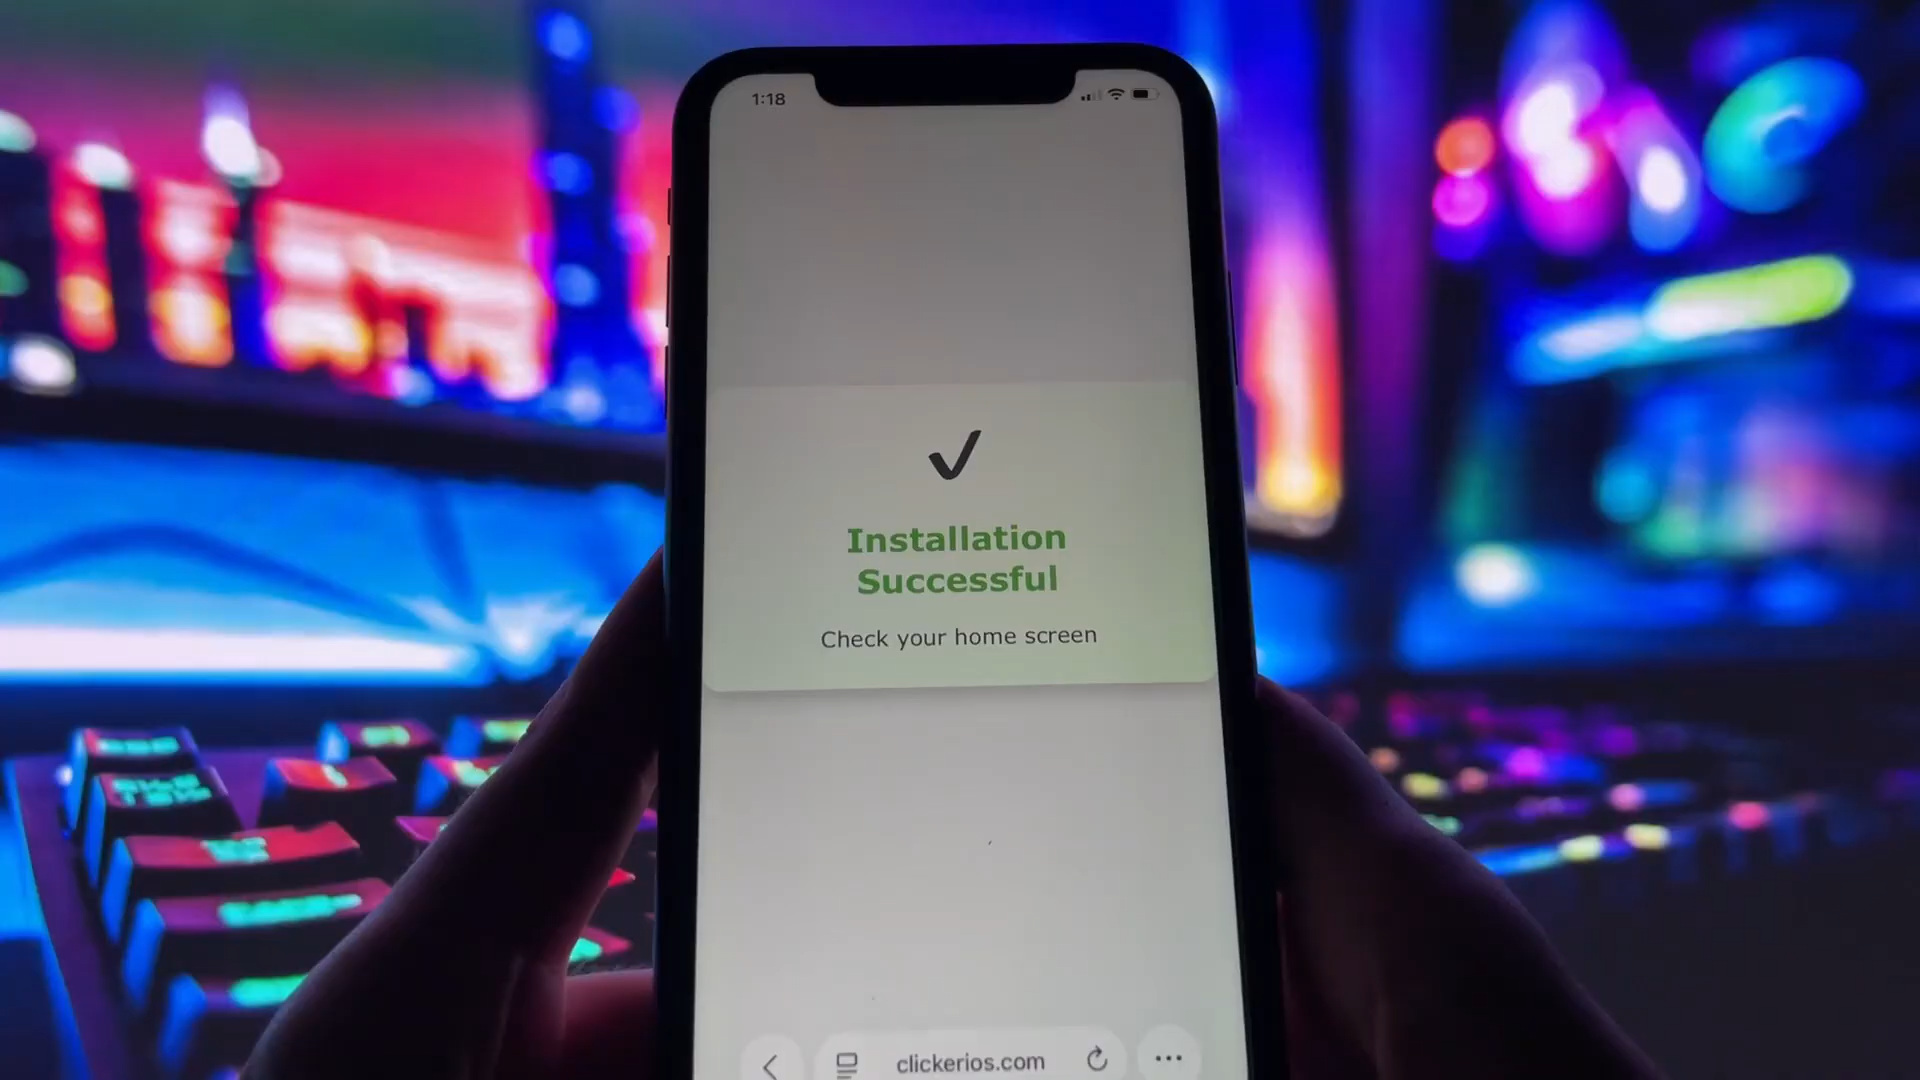 1:18
✓
Installation
Successful
Check your home screen
clickerios.com